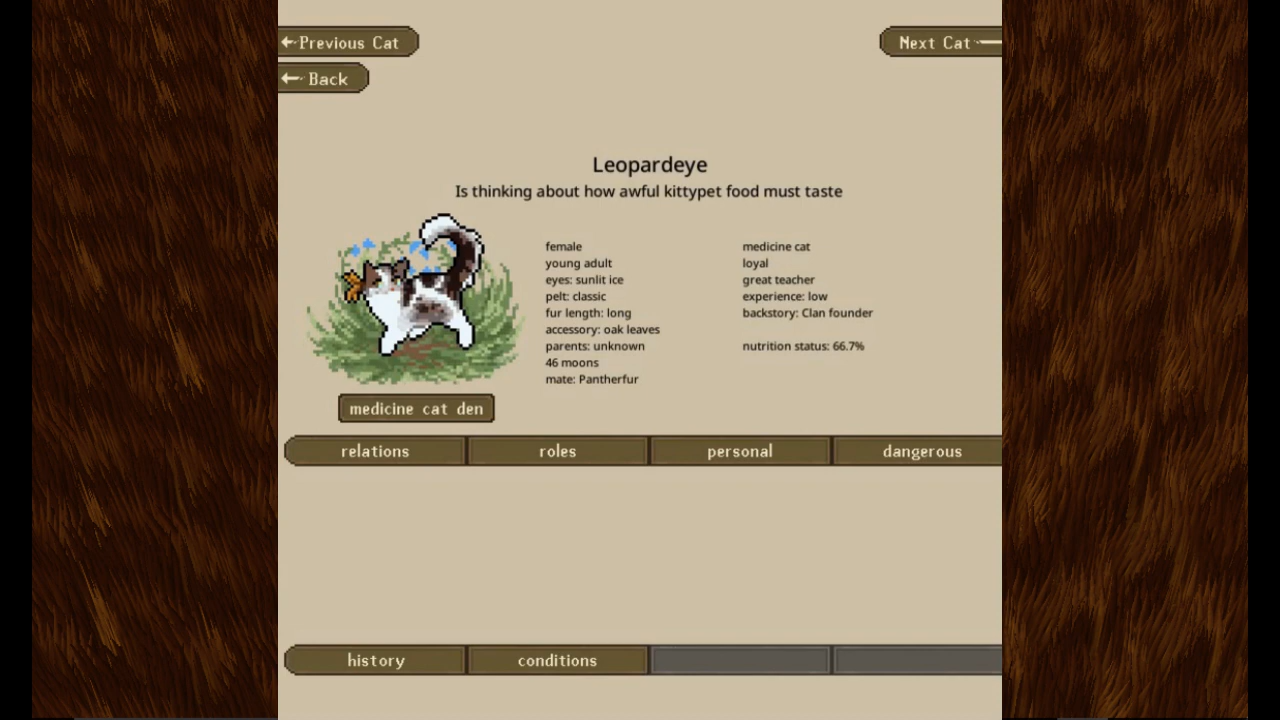 Previous Cat
Next Cat
Back
Leopardeye
Is thinking about how awful kittypet food must taste
female
young adult
eyes: sunlit ice
pelt: classic
fur length: long
accessory: oak leaves
parents: unknown
46 moons
mate: Pantherfur
medicine cat
loyal
great teacher
experience: low
backstory: Clan founder
nutrition status: 66.7%
medicine cat den
relations
roles
personal
dangerous
history
conditions